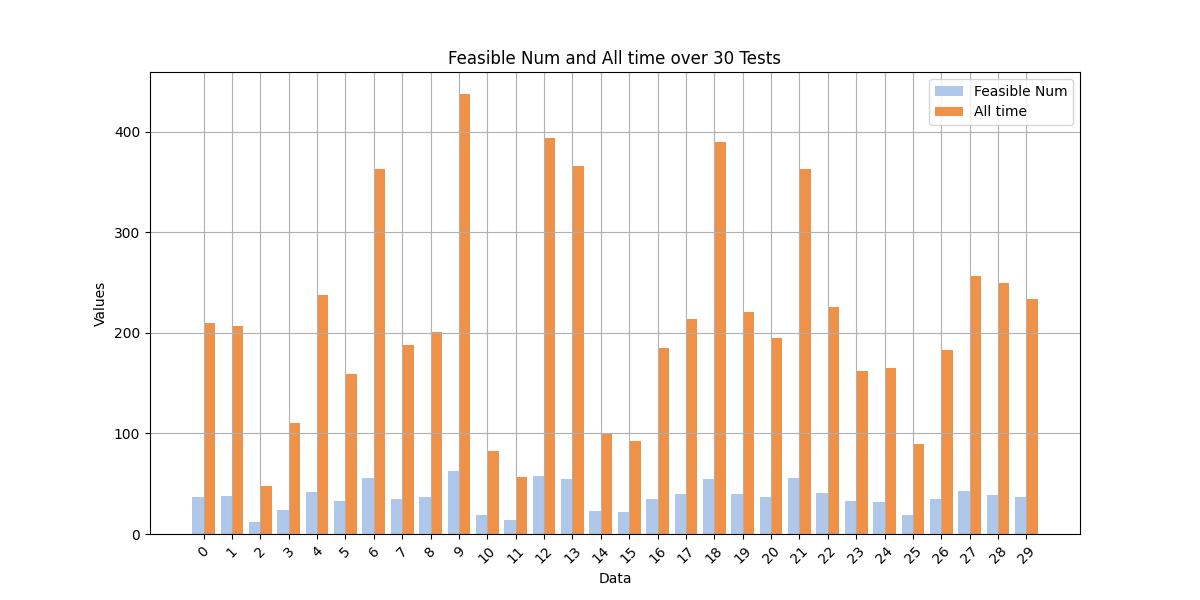 Feasible Num and All time over 30 Tests
Feasible Num
All time
400
300
200
100
0
Values
0 1 2 3 4 5 6 7 8 9 10 11 12 13 14 15 16 17 18 19 20 21 22 23 24 25 26 27 28 29
Data